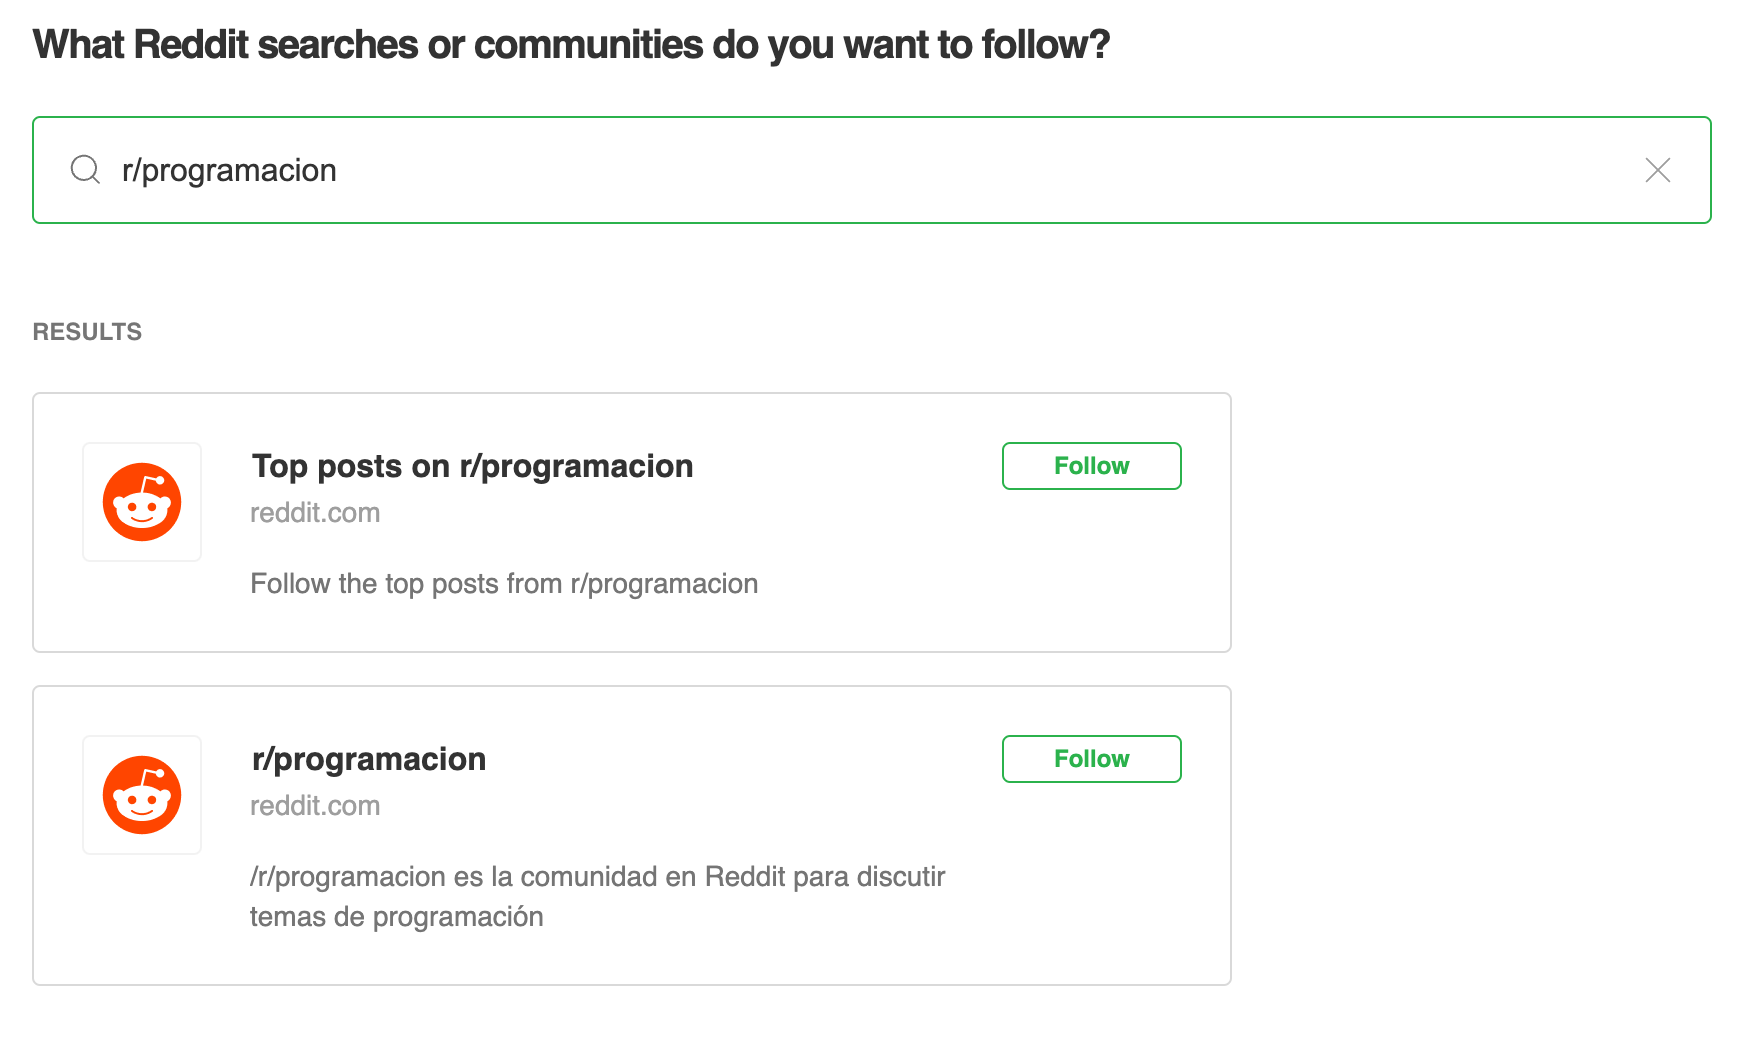 What Reddit searches or communities do you want to follow?
r/programacion
RESULTS
Top posts on r/programacion
Follow
reddit.com
Follow the top posts from r/programacion
r/programacion
Follow
reddit.com
/r/programacion es la comunidad en Reddit para discutir
temas de programación